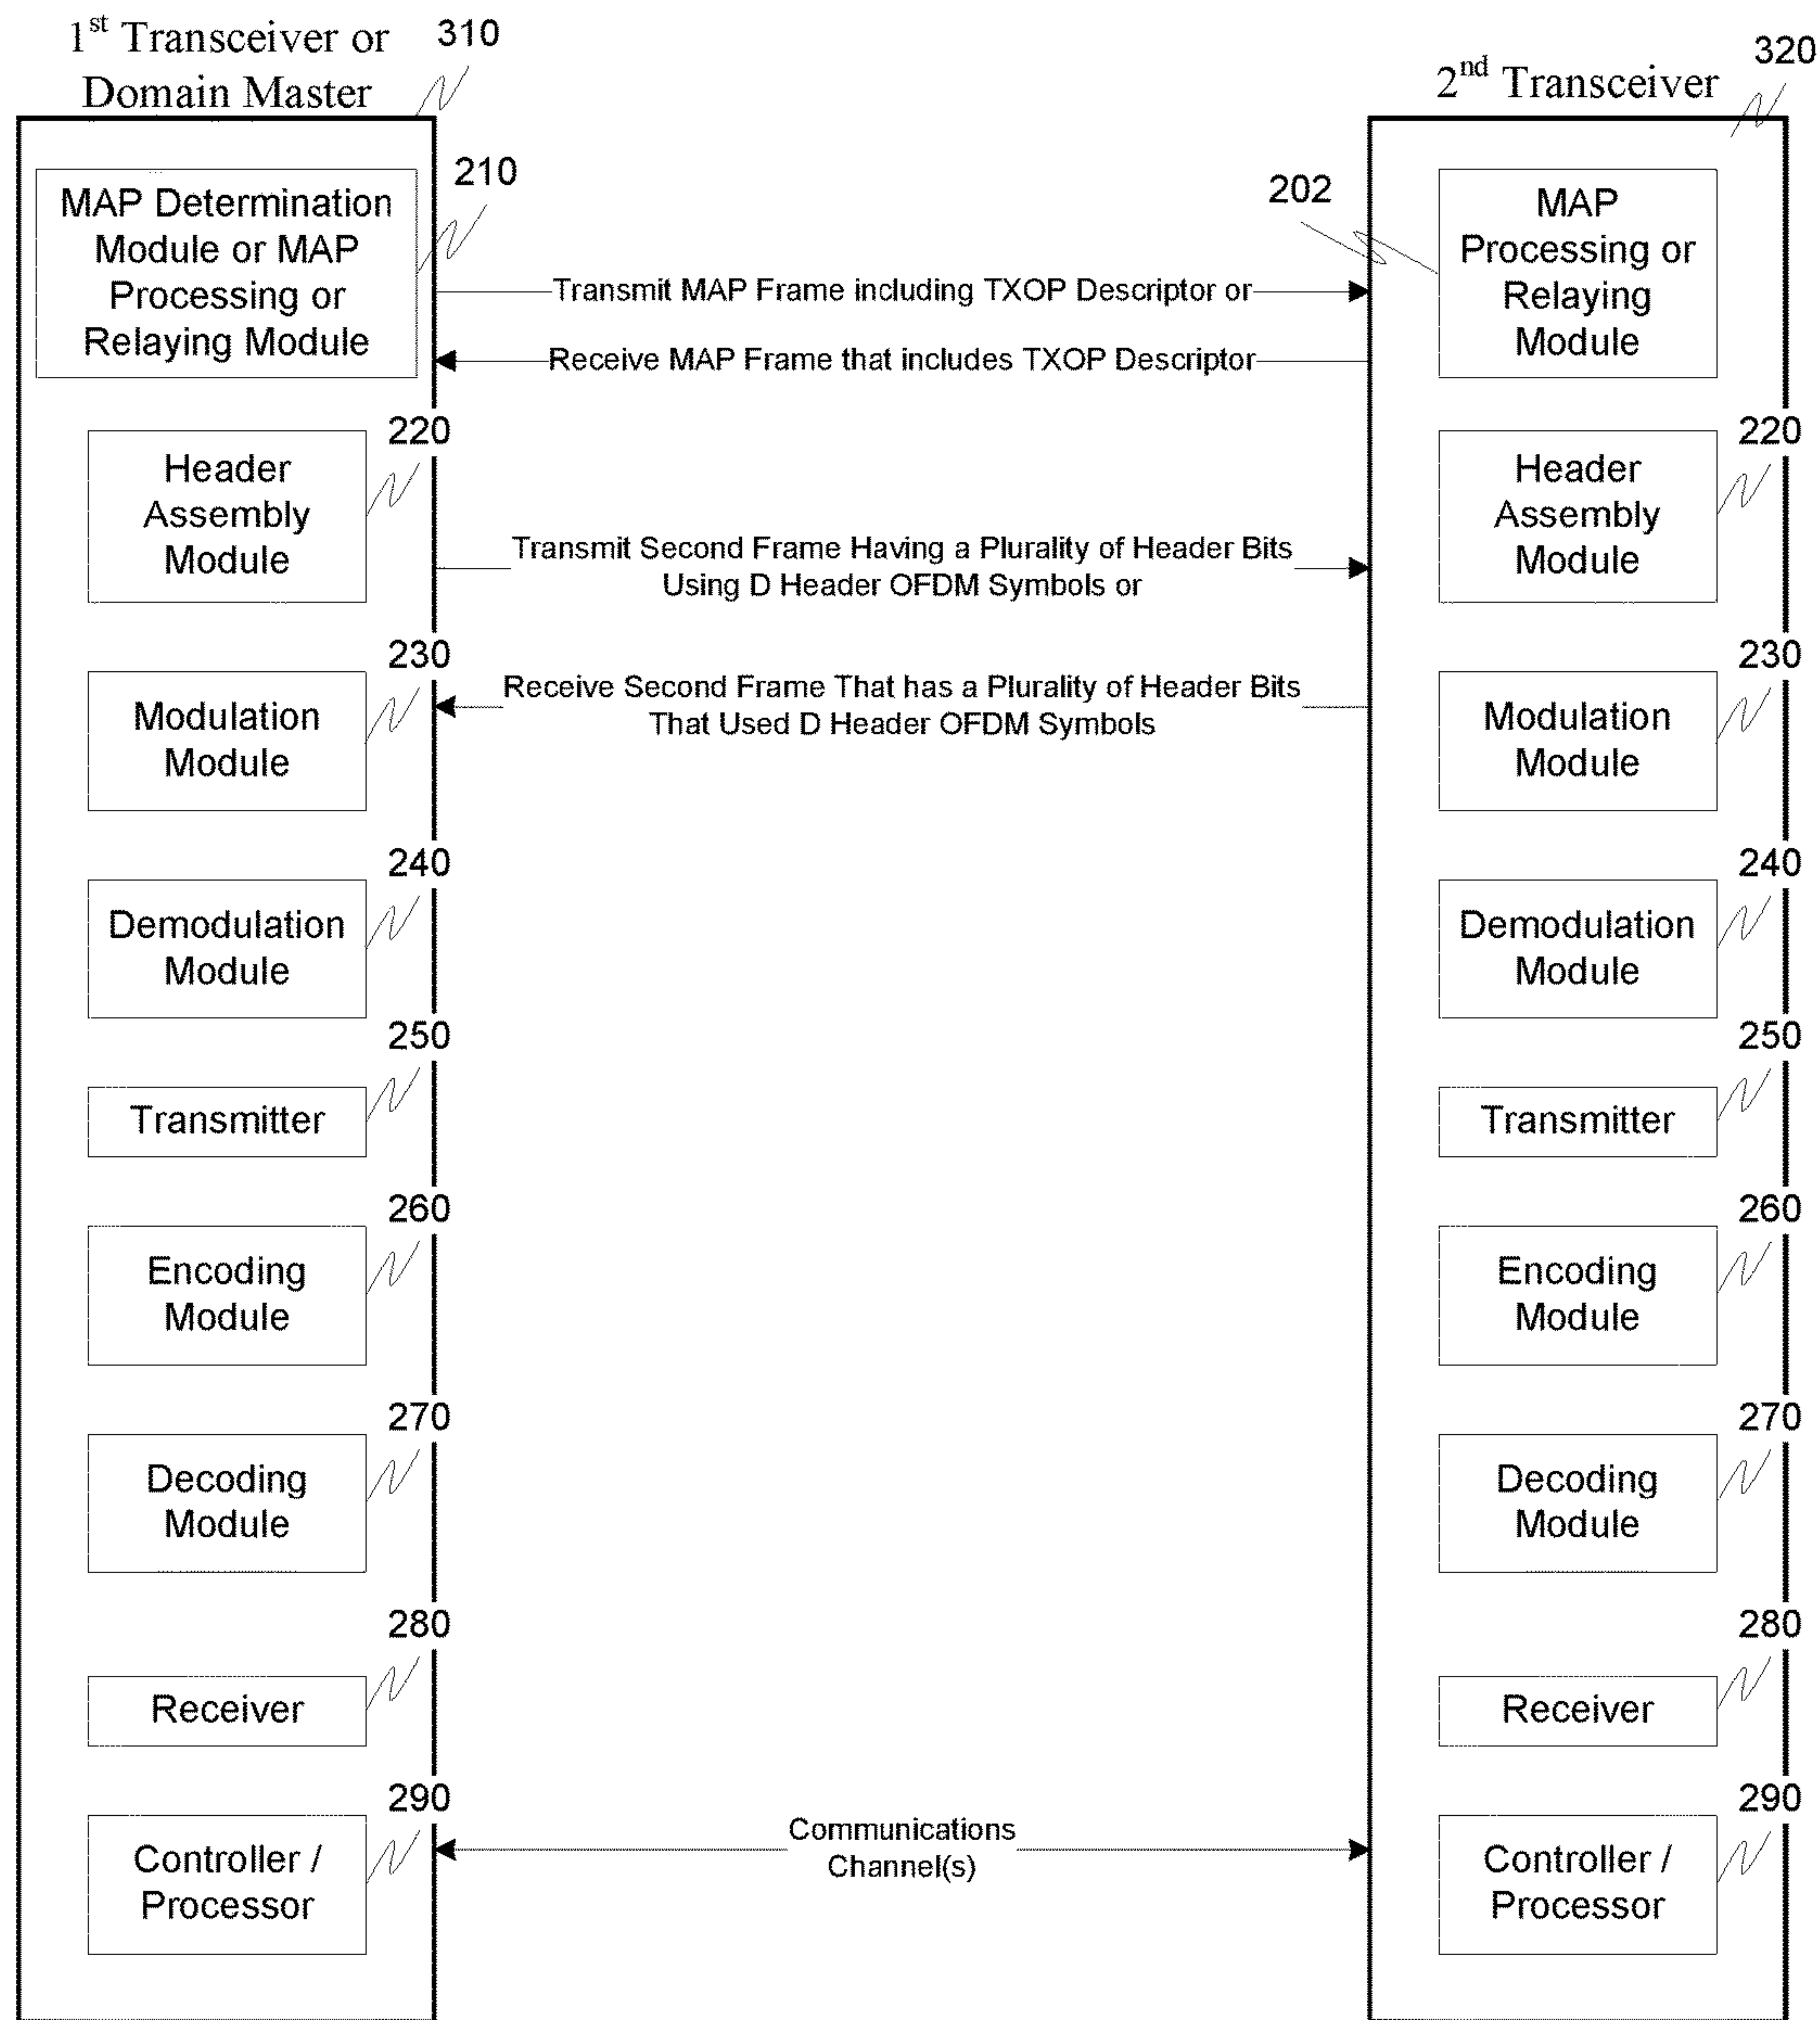 1st Transceiver or
Domain Master
310
2nd Transceiver
320
MAP Determination
Module or MAP
Processing or
Relaying Module
210
202
MAP
Processing or
Relaying
Module
Transmit MAP Frame including TXOP Descriptor or
Receive MAP Frame that includes TXOP Descriptor
220
Header
Assembly
Module
220
Header
Assembly
Module
Transmit Second Frame Having a Plurality of Header Bits
Using D Header OFDM Symbols or
230
Modulation
Module
Receive Second Frame That has a Plurality of Header Bits
That Used D Header OFDM Symbols
230
Modulation
Module
240
Demodulation
Module
240
Demodulation
Module
250
Transmitter
250
Transmitter
260
Encoding
Module
260
Encoding
Module
270
Decoding
Module
270
Decoding
Module
280
Receiver
280
Receiver
290
Controller /
Processor
Communications
Channel(s)
290
Controller /
Processor